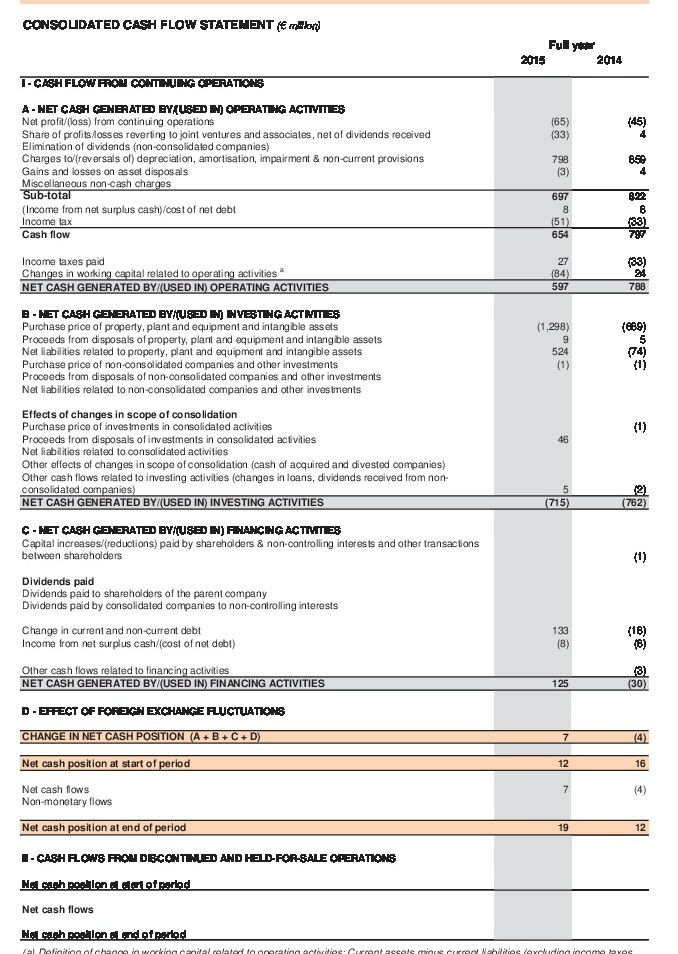 CONSOLIDATED CASH FLOW STATEMENT (€ million)
Full year
2015 2014
I - CASH FLOW FROM CONTINUING OPERATIONS
A - NET CASH GENERATED BY/(USED IN) OPERATING ACTIVITIES
Net profit/(loss) from continuing operations (65) (45)
Share of profits/losses reverting to joint ventures and associates, net of dividends received (33) 4
Elimination of dividends (non-consolidated companies)
Charges to/(reversals of) depreciation, amortisation, impairment & non-current provisions 798 859
Gains and losses on asset disposals (3) 4
Miscellaneous non-cash charges
Sub-total 697 822
(Income from net surplus cash)/cost of net debt 8 8
Income tax (51) (33)
Cash flow 654 797
Income taxes paid 27 (33)
Changes in working capital related to operating activities a (84) 24
NET CASH GENERATED BY/(USED IN) OPERATING ACTIVITIES 597 788
B - NET CASH GENERATED BY/(USED IN) INVESTING ACTIVITIES
Purchase price of property, plant and equipment and intangible assets (1,298) (689)
Proceeds from disposals of property, plant and equipment and intangible assets 9 5
Net liabilities related to property, plant and equipment and intangible assets 524 (74)
Purchase price of non-consolidated companies and other investments (1) (1)
Proceeds from disposals of non-consolidated companies and other investments
Net liabilities related to non-consolidated companies and other investments
Effects of changes in scope of consolidation
Purchase price of investments in consolidated activities (1)
Proceeds from disposals of investments in consolidated activities 46
Net liabilities related to consolidated activities
Other effects of changes in scope of consolidation (cash of acquired and divested companies)
Other cash flows related to investing activities (changes in loans, dividends received from non-
consolidated companies) 5 (2)
NET CASH GENERATED BY/(USED IN) INVESTING ACTIVITIES (715) (762)
C - NET CASH GENERATED BY/(USED IN) FINANCING ACTIVITIES
Capital increases/(reductions) paid by shareholders & non-controlling interests and other transactions
between shareholders (1)
Dividends paid
Dividends paid to shareholders of the parent company
Dividends paid by consolidated companies to non-controlling interests
Change in current and non-current debt 133 (18)
Income from net surplus cash/(cost of net debt) (8) (8)
Other cash flows related to financing activities (3)
NET CASH GENERATED BY/(USED IN) FINANCING ACTIVITIES 125 (30)
D - EFFECT OF FOREIGN EXCHANGE FLUCTUATIONS
CHANGE IN NET CASH POSITION (A + B + C + D) 7 (4)
Net cash position at start of period 12 16
Net cash flows 7 (4)
Non-monetary flows
Net cash position at end of period 19 12
II - CASH FLOWS FROM DISCONTINUED AND HELD-FOR-SALE OPERATIONS
Net cash position at start of period
Net cash flows
Net cash position at end of period
(a) Definition of change in working capital related to operating activities: Current assets minus current liabilities (excluding income taxes